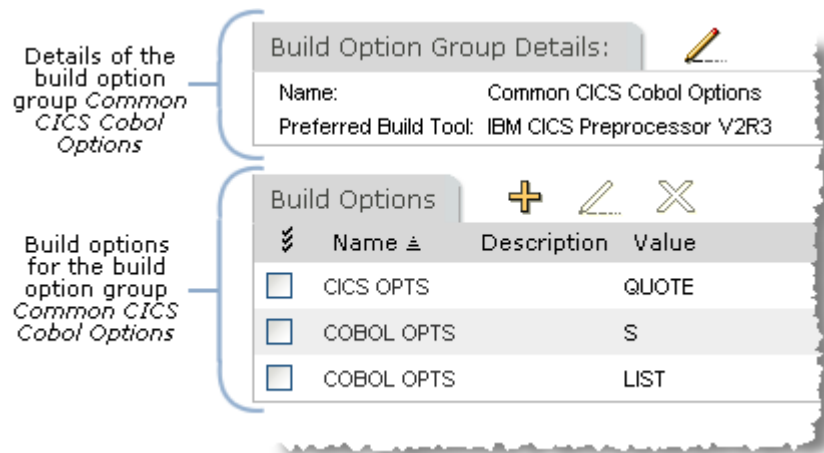 Details of the
build option
group Common
CICS Cobol
Options
Build Option Group Details:
Name: Common CICS Cobol Options
Preferred Build Tool: IBM CICS Preprocessor V2R3
Build options
for the build
option group
Common CICS
Cobol Options
Build Options
Name Description Value
CICS OPTS QUOTE
COBOL OPTS S
COBOL OPTS LIST